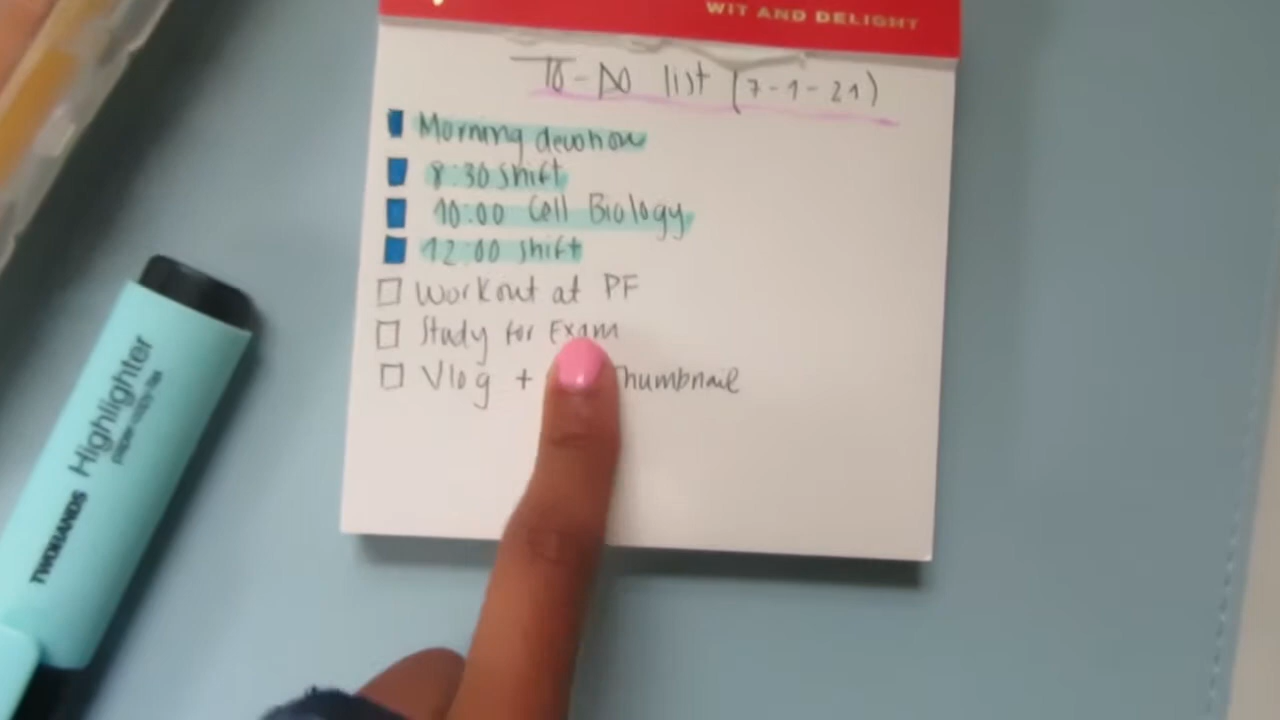 WIT AND DELIGHT
TO-DO list (7-1-21)
Morning devotion
8:30 shift
10:00 Cell Biology
12:00 shift
Workout at PF
Study for Exam
Vlog + Thumbnail
Highlighter
TWOHANDS